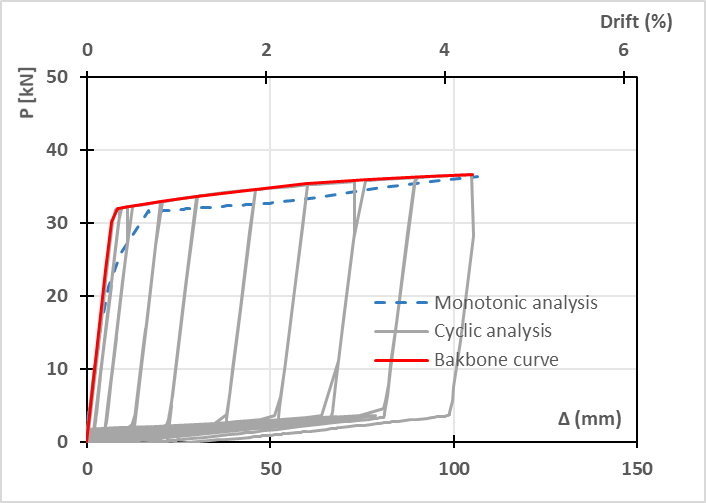 Drift (%)
0 2 4 6
P [kN]
50
40
30
20
10
0
Monotonic analysis
Cyclic analysis
Bakbone curve
Δ (mm)
0 50 100 150